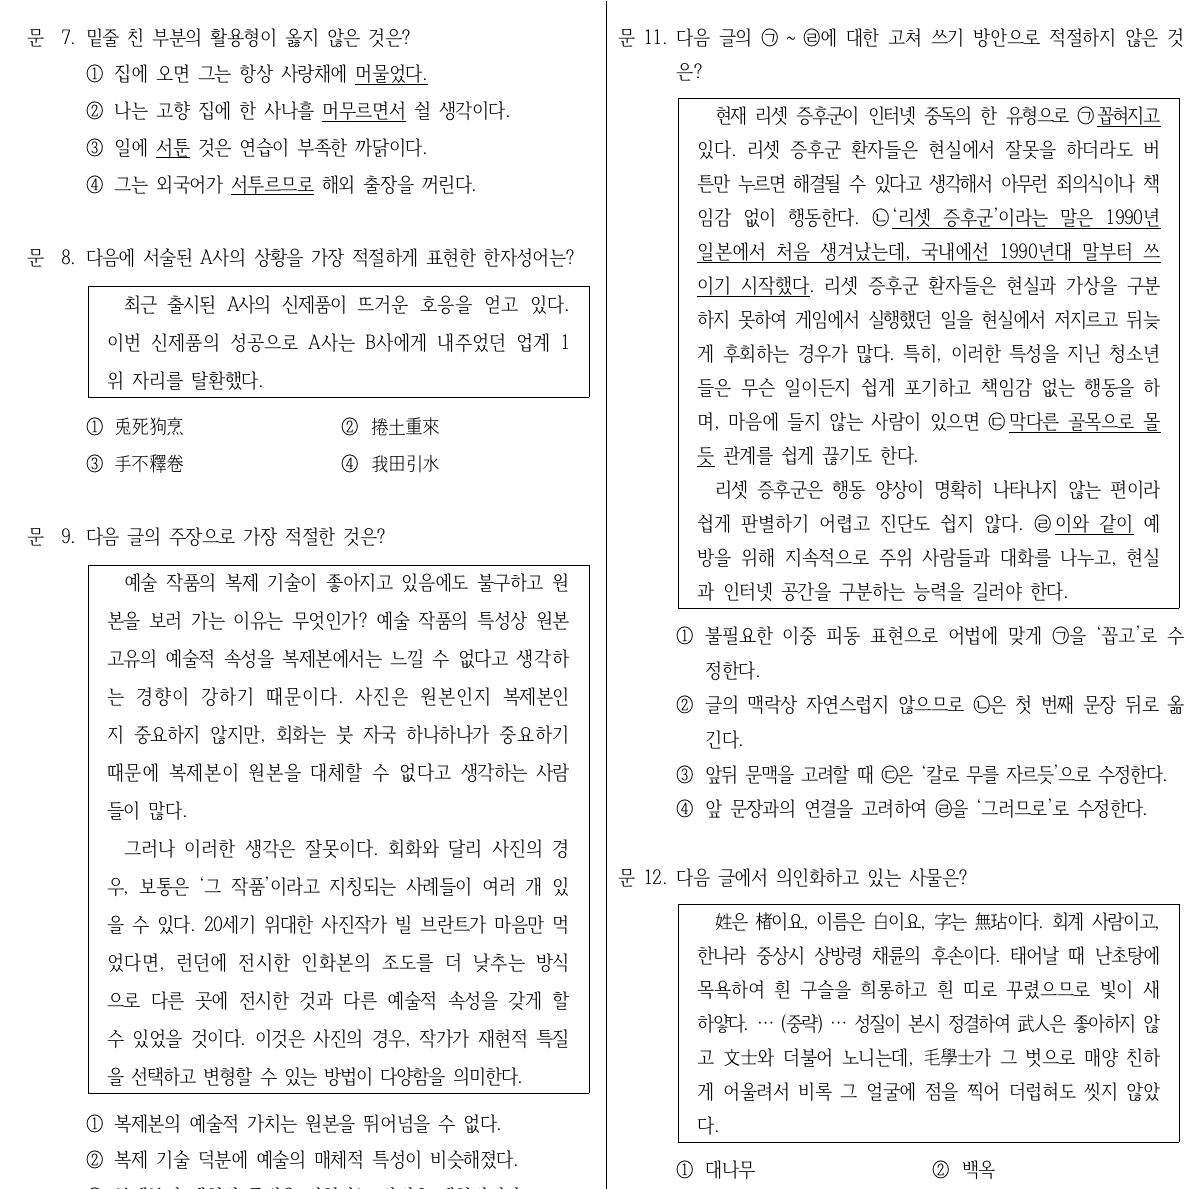 문 7. 밑줄 친 부분의 활용형이 옳지 않은 것은?
① 집에 오면 그는 항상 사랑채에 머물었다.
② 나는 고향 집에 한 사나흘 머무르면서 쉴 생각이다.
③ 일에 서툰 것은 연습이 부족한 까닭이다.
④ 그는 외국어가 서투르므로 해외 출장을 꺼린다.
문 8. 다음에 서술된 A사의 상황을 가장 적절하게 표현한 한자성어는?
최근 출시된 A사의 신제품이 뜨거운 호응을 얻고 있다.
이번 신제품의 성공으로 A사는 B사에게 내주었던 업계 1
위 자리를 탈환했다.
① 兎死狗烹 ② 捲土重來
③ 手不釋卷 ④ 我田引水
문 9. 다음 글의 주장으로 가장 적절한 것은?
예술 작품의 복제 기술이 좋아지고 있음에도 불구하고 원
본을 보러 가는 이유는 무엇인가? 예술 작품의 특성상 원본
고유의 예술적 속성을 복제본에서는 느낄 수 없다고 생각하
는 경향이 강하기 때문이다. 사진은 원본인지 복제본인
지 중요하지 않지만, 회화는 붓 자국 하나하나가 중요하기
때문에 복제본이 원본을 대체할 수 없다고 생각하는 사람
들이 많다.
그러나 이러한 생각은 잘못이다. 회화와 달리 사진의 경
우, 보통은 ‘그 작품’이라고 지칭되는 사례들이 여러 개 있
을 수 있다. 20세기 위대한 사진작가 빌 브란트가 마음만 먹
었다면, 런던에 전시한 인화본의 조도를 더 낮추는 방식
으로 다른 곳에 전시한 것과 다른 예술적 속성을 갖게 할
수 있었을 것이다. 이것은 사진의 경우, 작가가 재현적 특질
을 선택하고 변형할 수 있는 방법이 다양함을 의미한다.
① 복제본의 예술적 가치는 원본을 뛰어넘을 수 없다.
② 복제 기술 덕분에 예술의 매체적 특성이 비슷해졌다.
문 11. 다음 글의 ㉠ ~ ㉣에 대한 고쳐 쓰기 방안으로 적절하지 않은 것
은?
현재 리셋 증후군이 인터넷 중독의 한 유형으로 ㉠꼽혀지고
있다. 리셋 증후군 환자들은 현실에서 잘못을 하더라도 버
튼만 누르면 해결될 수 있다고 생각해서 아무런 죄의식이나 책
임감 없이 행동한다. ㉡‘리셋 증후군’이라는 말은 1990년
일본에서 처음 생겨났는데, 국내에선 1990년대 말부터 쓰
이기 시작했다. 리셋 증후군 환자들은 현실과 가상을 구분
하지 못하여 게임에서 실행했던 일을 현실에서 저지르고 뒤늦
게 후회하는 경우가 많다. 특히, 이러한 특성을 지닌 청소년
들은 무슨 일이든지 쉽게 포기하고 책임감 없는 행동을 하
며, 마음에 들지 않는 사람이 있으면 ㉢막다른 골목으로 몰
듯 관계를 쉽게 끊기도 한다.
리셋 증후군은 행동 양상이 명확히 나타나지 않는 편이라
쉽게 판별하기 어렵고 진단도 쉽지 않다. ㉣이와 같이 예
방을 위해 지속적으로 주위 사람들과 대화를 나누고, 현실
과 인터넷 공간을 구분하는 능력을 길러야 한다.
① 불필요한 이중 피동 표현으로 어법에 맞게 ㉠을 ‘꼽고’로 수
정한다.
② 글의 맥락상 자연스럽지 않으므로 ㉡은 첫 번째 문장 뒤로 옮
긴다.
③ 앞뒤 문맥을 고려할 때 ㉢은 ‘칼로 무를 자르듯’으로 수정한다.
④ 앞 문장과의 연결을 고려하여 ㉣을 ‘그러므로’로 수정한다.
문 12. 다음 글에서 의인화하고 있는 사물은?
姓은 楮이요, 이름은 白이요, 字는 無玷이다. 회계 사람이고,
한나라 중상시 상방령 채륜의 후손이다. 태어날 때 난초탕에
목욕하여 흰 구슬을 희롱하고 흰 띠로 꾸렸으므로 빛이 새
하얗다. … (중략) … 성질이 본시 정결하여 武人은 좋아하지 않
고 文士와 더불어 노니는데, 毛學士가 그 벗으로 매양 친하
게 어울려서 비록 그 얼굴에 점을 찍어 더럽혀도 씻지 않았
다.
① 대나무 ② 백옥